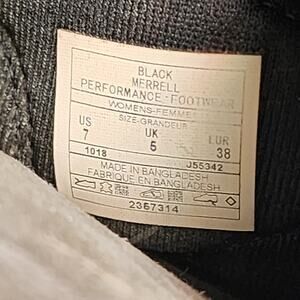 BLACK
MERRELL
PERFORMANCE FOOTWEAR
WOMENS-FEMMES
SIZE-GRANDEUR
US UK EUR
7 5 38
1018 J55342
MADE IN BANGLADESH
FABRIQUE EN BANGLADESH
2357314